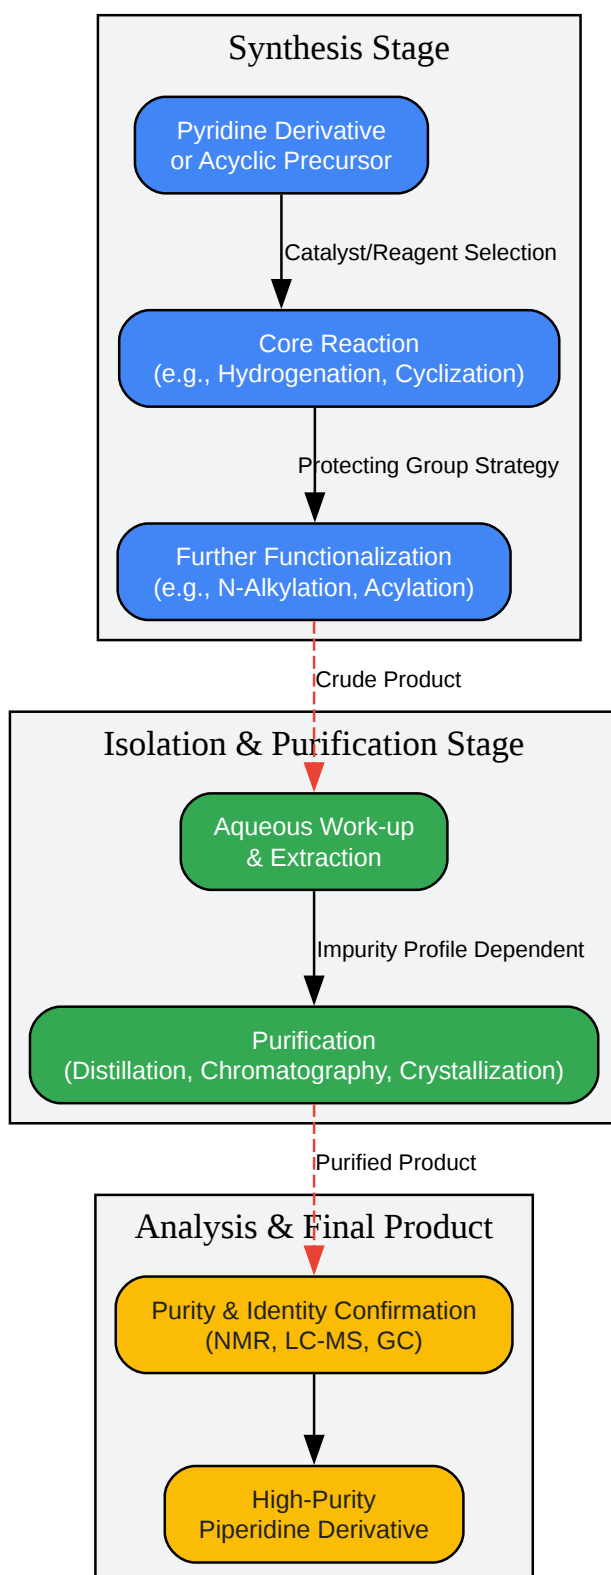 Synthesis Stage
Pyridine Derivative
or Acyclic Precursor
Catalyst/Reagent Selection
Core Reaction
(e.g., Hydrogenation, Cyclization)
Protecting Group Strategy
Further Functionalization
(e.g., N-Alkylation, Acylation)
Crude Product
Isolation & Purification Stage
Aqueous Work-up
& Extraction
Impurity Profile Dependent
Purification
(Distillation, Chromatography, Crystallization)
Purified Product
Analysis & Final Product
Purity & Identity Confirmation
(NMR, LC-MS, GC)
High-Purity
Piperidine Derivative